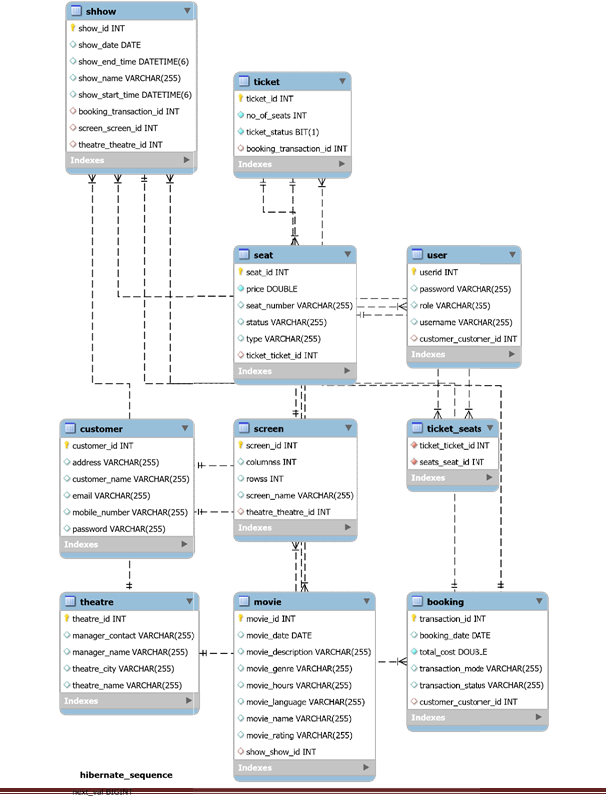 shhow
show_id INT
show_date DATE
show_end_time DATETIME(6)
show_name VARCHAR(255)
show_start_time DATETIME(6)
booking_transaction_id INT
screen_screen_id INT
theatre_theatre_id INT
Indexes
ticket
ticket_id INT
no_of_seats INT
ticket_status BIT(1)
booking_transaction_id INT
Indexes
seat
seat_id INT
price DOUBLE
seat_number VARCHAR(255)
status VARCHAR(255)
type VARCHAR(255)
ticket_ticket_id INT
Indexes
user
userid INT
password VARCHAR(255)
role VARCHAR(255)
username VARCHAR(255)
customer_customer_id INT
Indexes
customer
customer_id INT
address VARCHAR(255)
customer_name VARCHAR(255)
email VARCHAR(255)
mobile_number VARCHAR(255)
password VARCHAR(255)
Indexes
screen
screen_id INT
columnss INT
rowss INT
screen_name VARCHAR(255)
theatre_theatre_id INT
Indexes
ticket_seats
ticket_ticket_id INT
seats_seat_id INT
Indexes
theatre
theatre_id INT
manager_contact VARCHAR(255)
manager_name VARCHAR(255)
theatre_city VARCHAR(255)
theatre_name VARCHAR(255)
Indexes
movie
movie_id INT
movie_date DATE
movie_description VARCHAR(255)
movie_genre VARCHAR(255)
movie_hours VARCHAR(255)
movie_language VARCHAR(255)
movie_name VARCHAR(255)
movie_rating VARCHAR(255)
show_show_id INT
Indexes
booking
transaction_id INT
booking_date DATE
total_cost DOUBLE
transaction_mode VARCHAR(255)
transaction_status VARCHAR(255)
customer_customer_id INT
Indexes
hibernate_sequence
next_val BIGINT